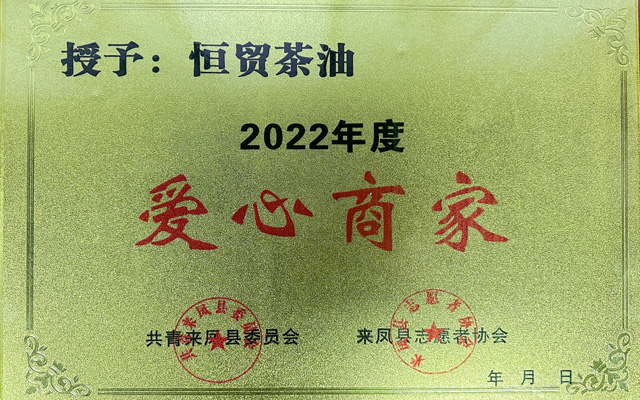 授予：恒贸茶油
2022年度
爱心商家
共青来凤县委员会 来凤县志愿者协会
年 月 日